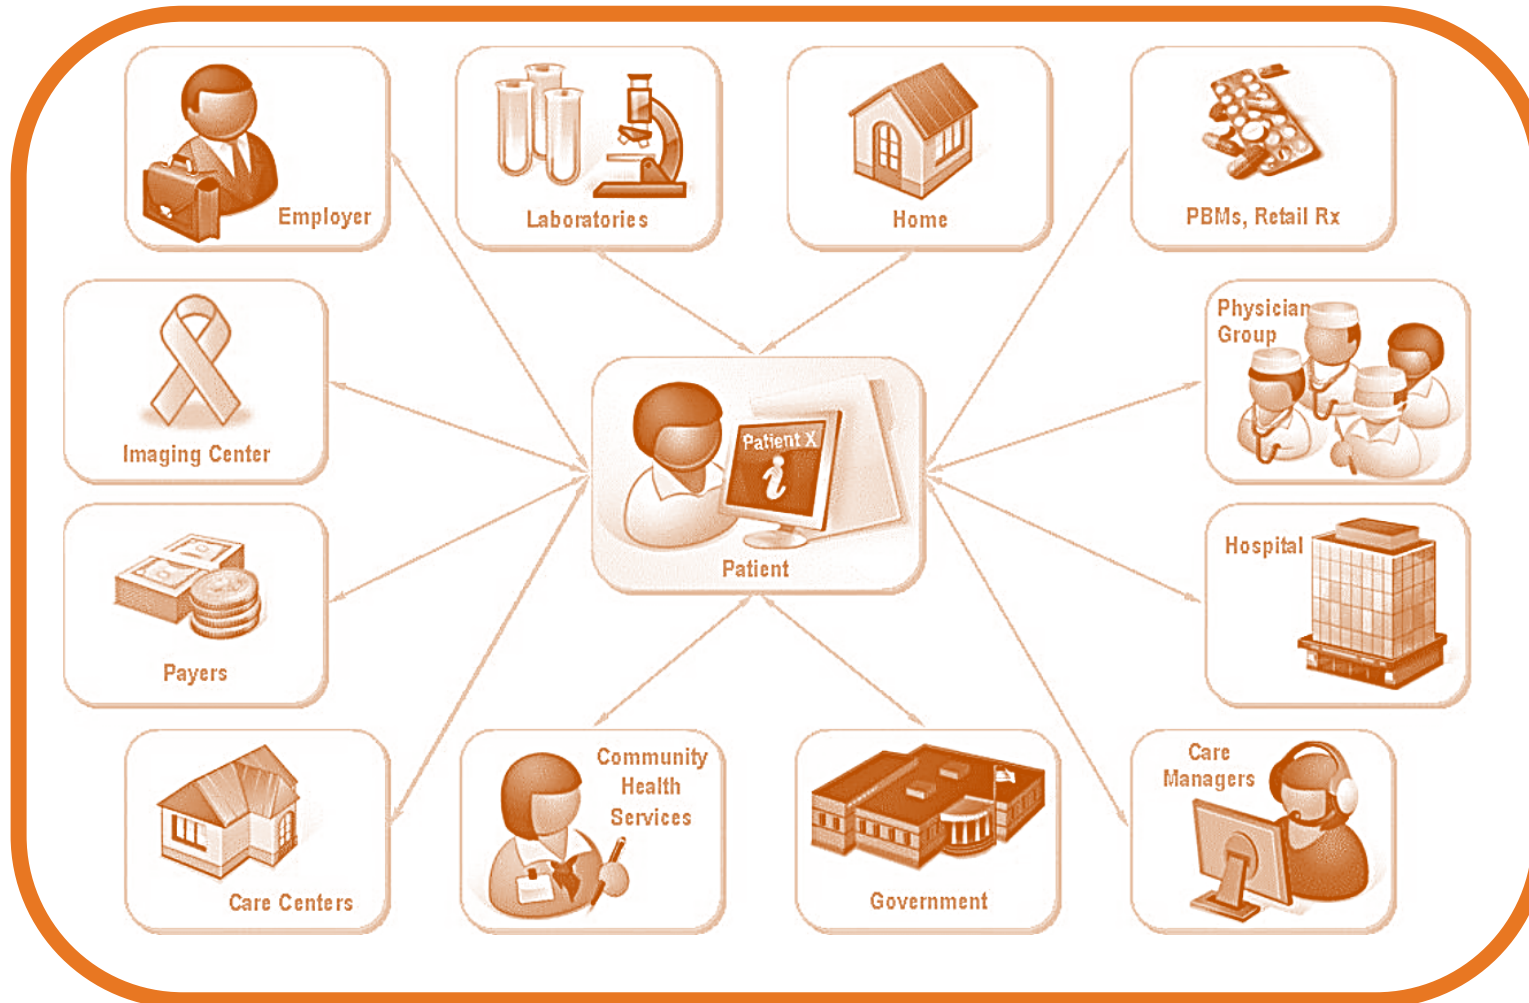 Employer
Laboratories
Home
PBMs, Retail Rx
Imaging Center
Physician
Group
Patient X
i
Patient
Hospital
Payers
Care Centers
Community
Health
Services
Government
Care
Managers